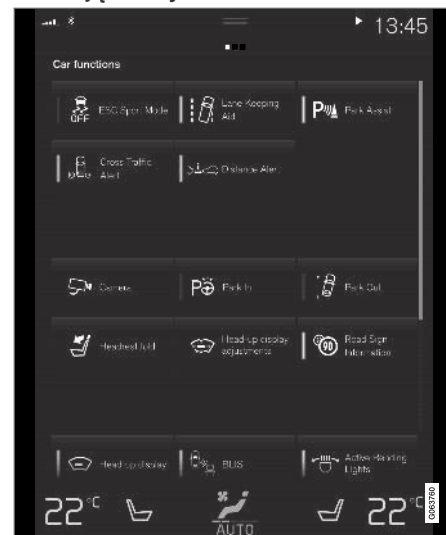 13:45
Car functions
OFF
ESC Sport Mode
Lane Keeping
Aid
P
Park Assist
Cross Traffic
Alert
Distance Alert
Camera
P
Park In
Park Out
Headrest fold
Head-up display
adjustments
90
Road Sign
Information
Head-up display
BLIS
Active Bending
Lights
22 °C
AUTO
22 °C
G063760